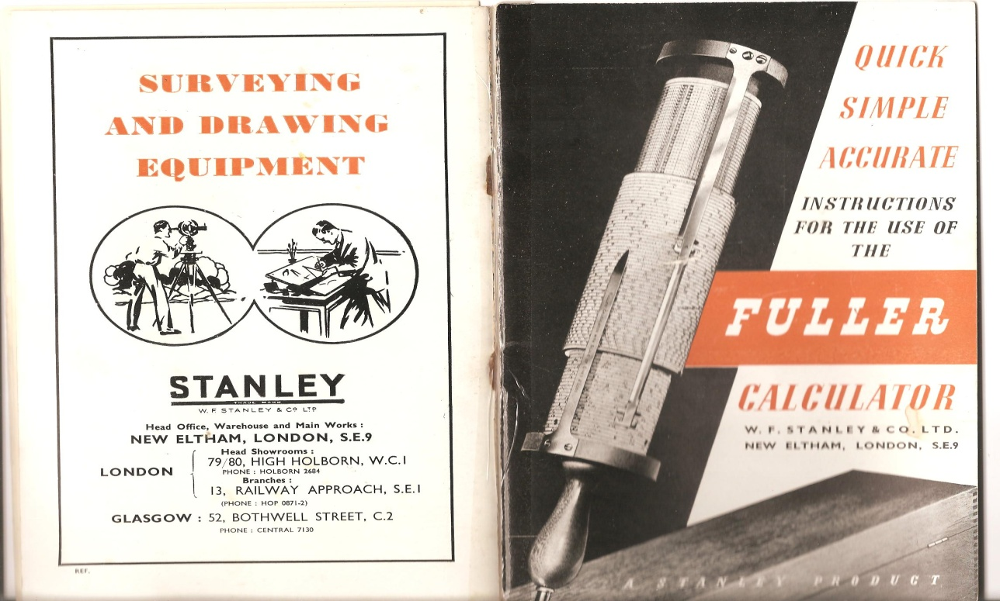 SURVEYING
AND DRAWING
EQUIPMENT
STANLEY
TRADE MARK
W. F. STANLEY & CO LTD
Head Office, Warehouse and Main Works :
NEW ELTHAM, LONDON, S.E.9
Head Showrooms :
LONDON
79/80, HIGH HOLBORN, W.C.1
PHONE : HOLBORN 2684
Branches :
13, RAILWAY APPROACH, S.E.1
(PHONE : HOP 0871-2)
GLASGOW : 52, BOTHWELL STREET, C.2
PHONE : CENTRAL 7130
REF.
QUICK
SIMPLE
ACCURATE
INSTRUCTIONS
FOR THE USE OF
THE
FULLER
CALCULATOR
W. F. STANLEY & CO. LTD.
NEW ELTHAM, LONDON, S.E.9
A STANLEY PRODUCT